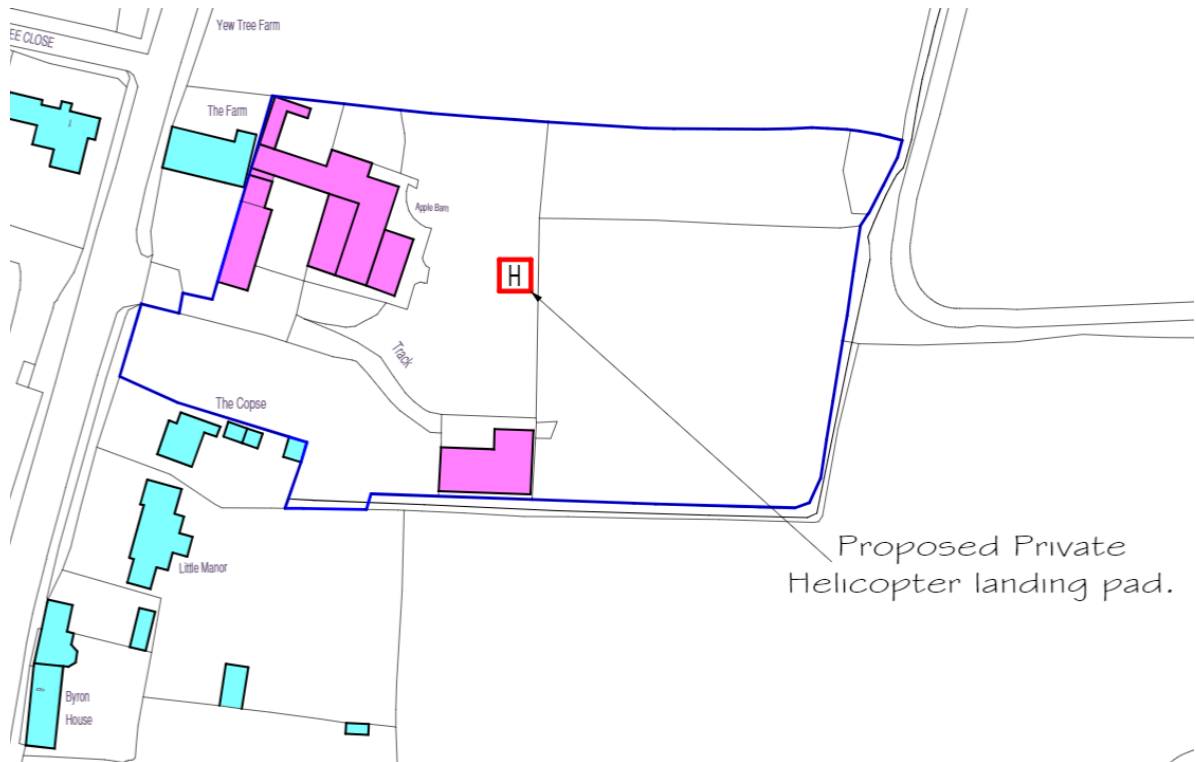 Yew Tree Farm
EE CLOSE
The Farm
1
Apple Barn
H
Track
The Copse
Proposed Private
Helicopter landing pad.
Little Manor
Byron
House